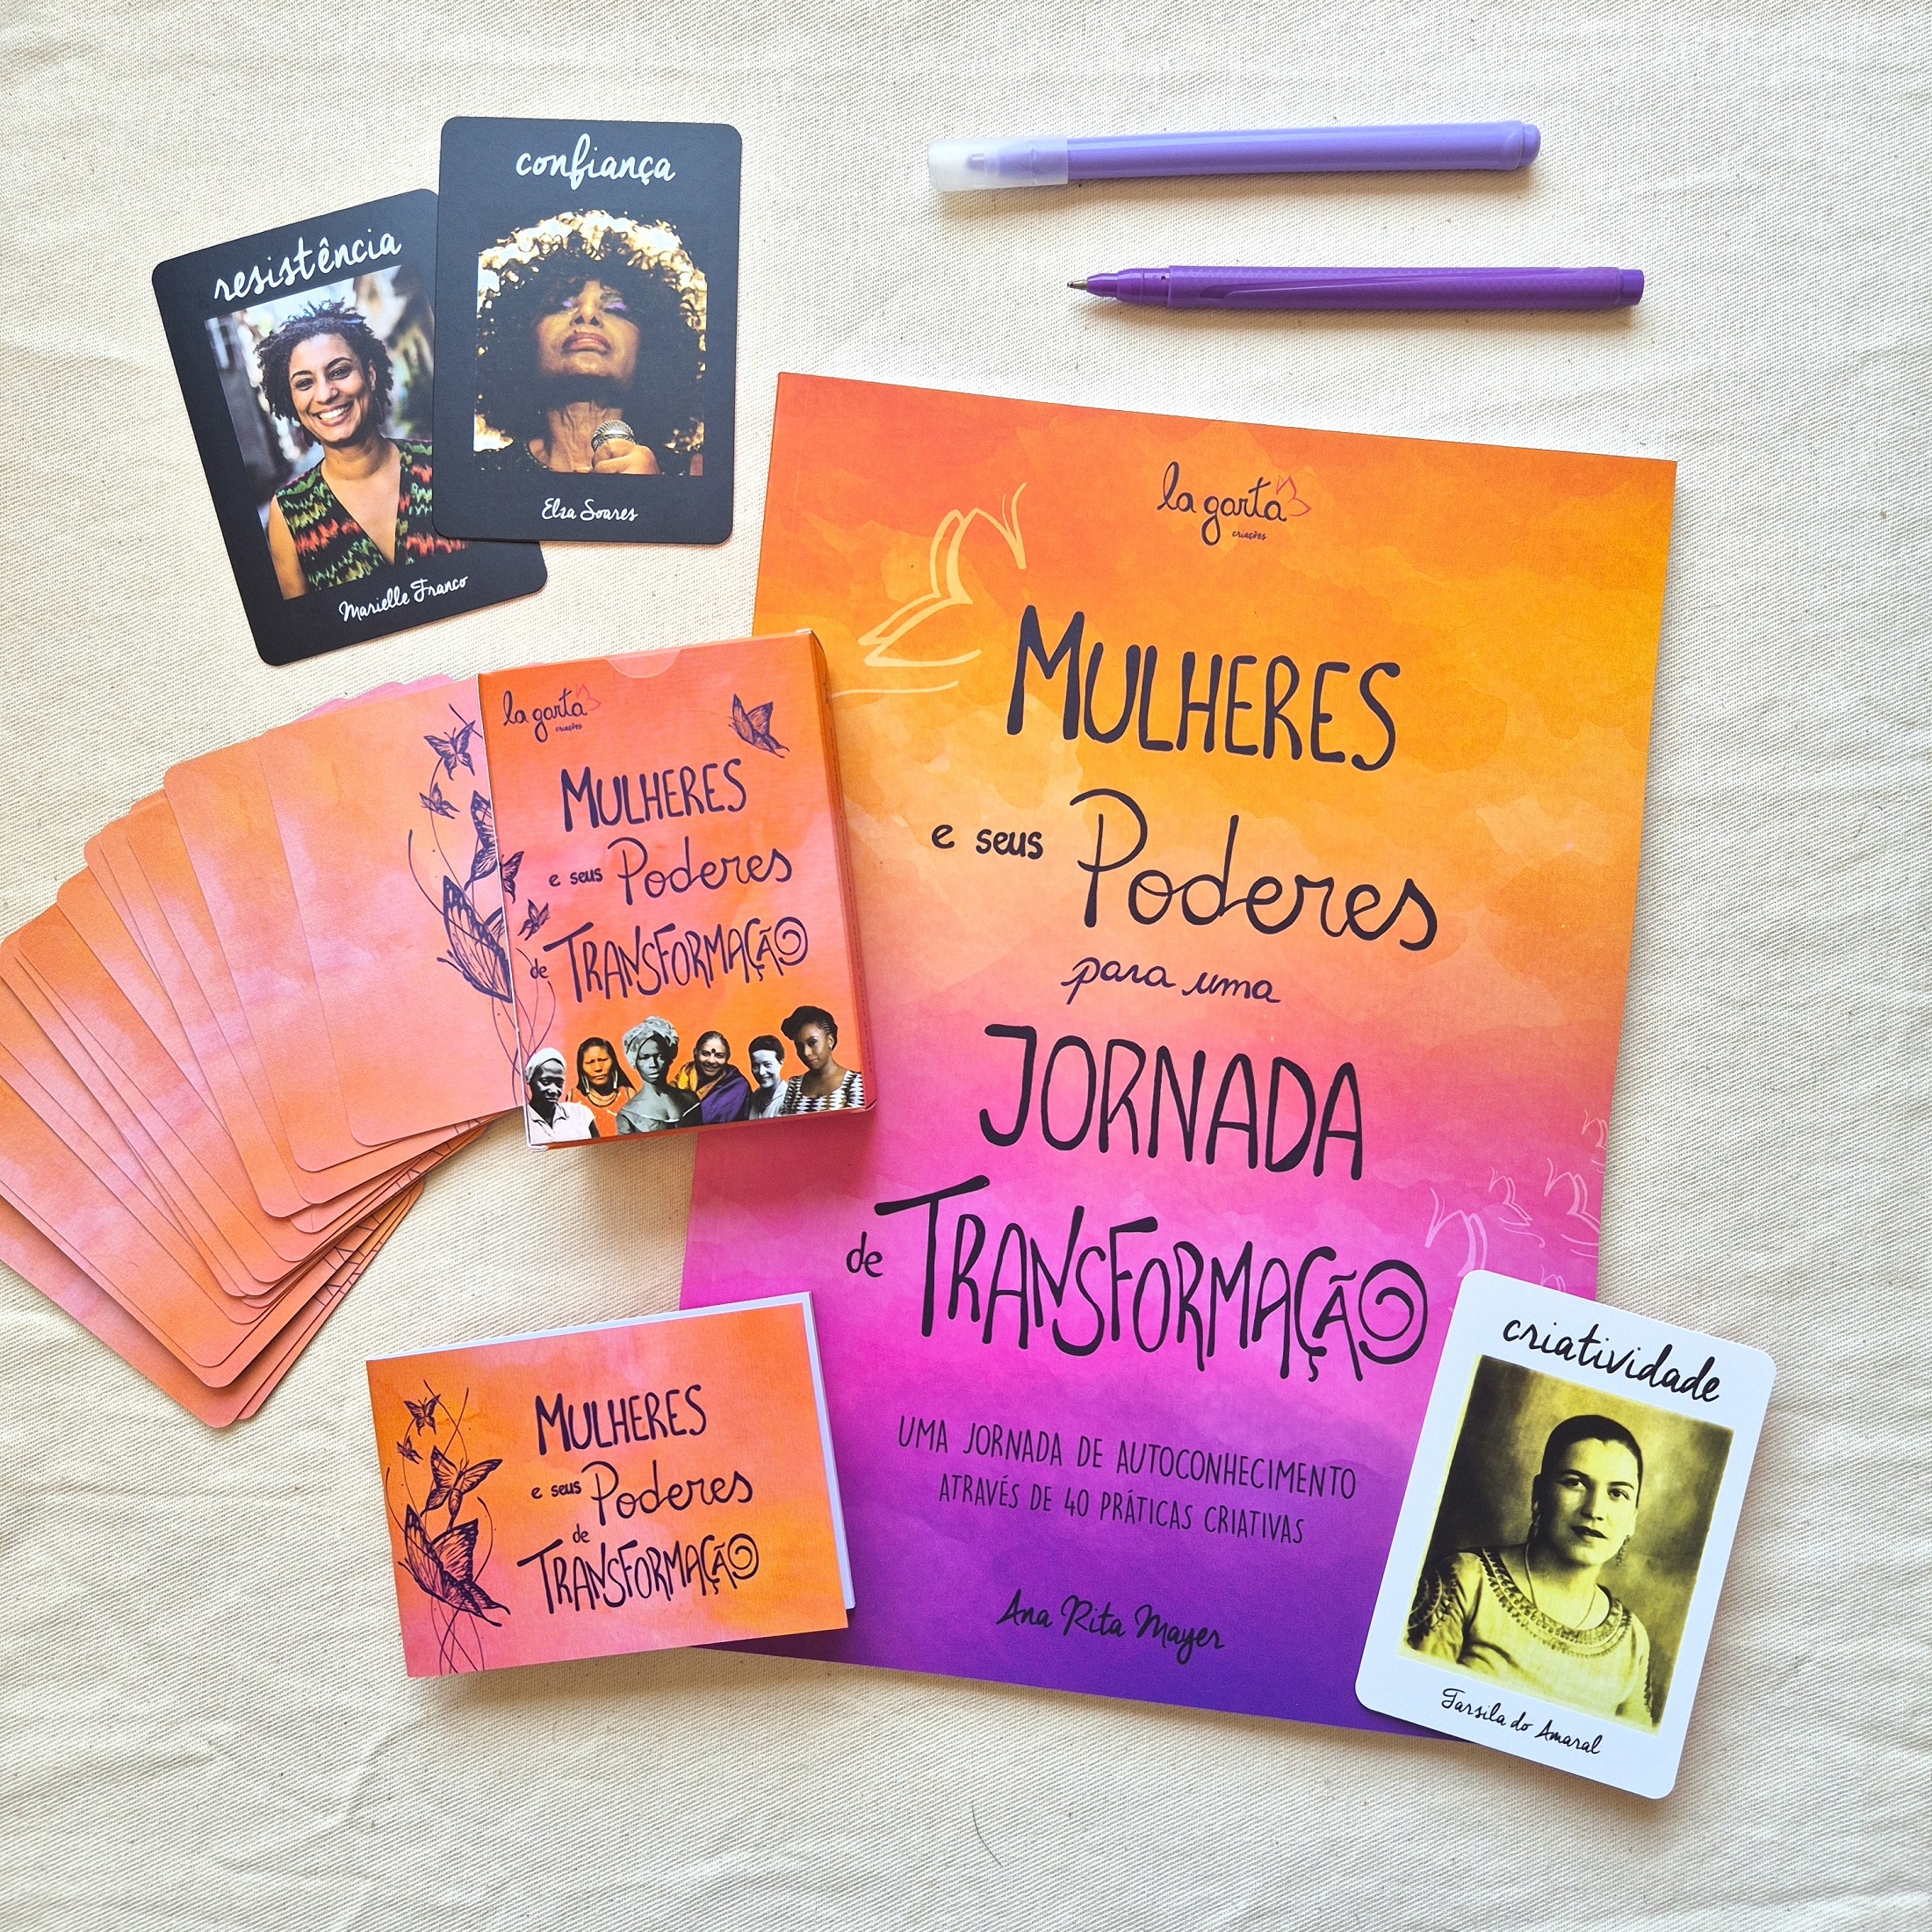 resistência
Marielle Franco
confiança
Elza Soares
la garta
criações
MULHERES
e seus Poderes
de TRANSFORMAÇÃO
la garta
criações
MULHERES
e seus Poderes
para uma
JORNADA
de TRANSFORMAÇÃO
UMA JORNADA DE AUTOCONHECIMENTO
ATRAVÉS DE 40 PRÁTICAS CRIATIVAS
Ana Rita Mayer
MULHERES
e seus Poderes
de
TRANSFORMAÇÃO
criatividade
Tarsila do Amaral